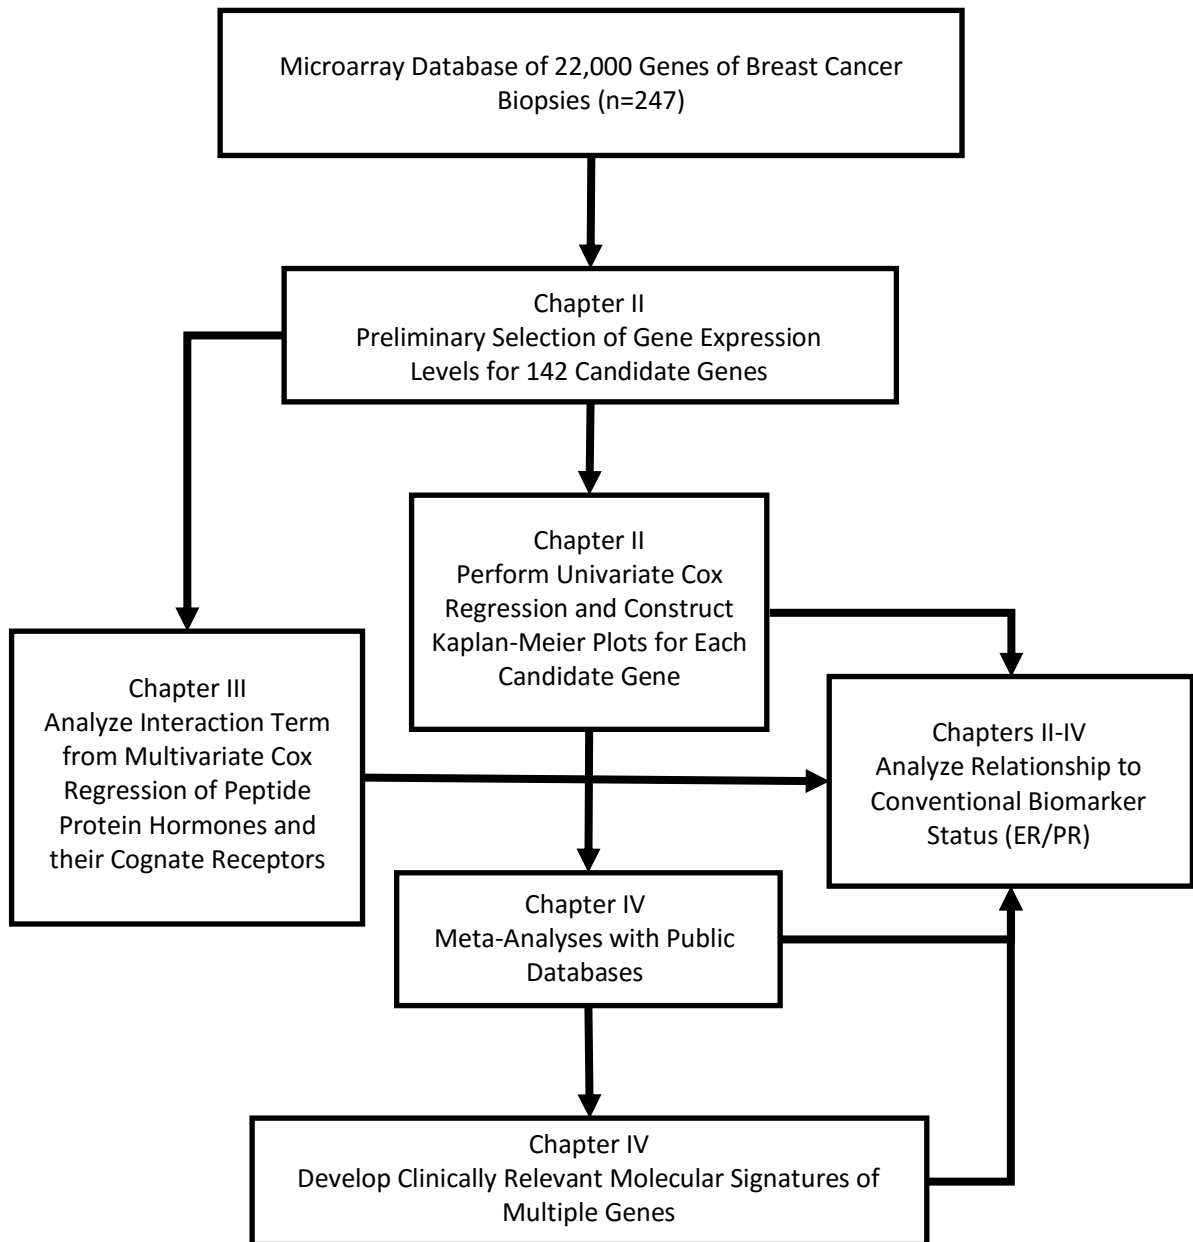 Microarray Database of 22,000 Genes of Breast Cancer
Biopsies (n=247)
Chapter II
Preliminary Selection of Gene Expression
Levels for 142 Candidate Genes
Chapter II
Perform Univariate Cox
Regression and Construct
Kaplan-Meier Plots for Each
Candidate Gene
Chapter III
Analyze Interaction Term
from Multivariate Cox
Regression of Peptide
Protein Hormones and
their Cognate Receptors
Chapters II-IV
Analyze Relationship to
Conventional Biomarker
Status (ER/PR)
Chapter IV
Meta-Analyses with Public
Databases
Chapter IV
Develop Clinically Relevant Molecular Signatures of
Multiple Genes